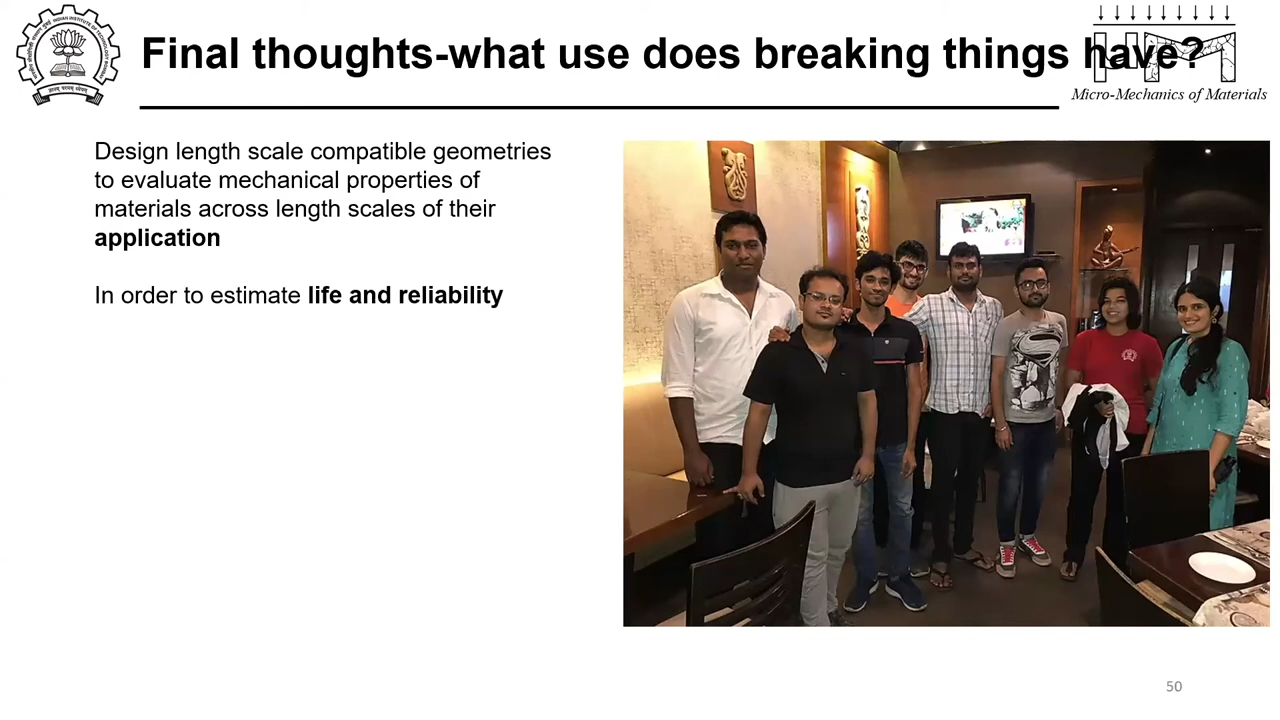 Final thoughts-what use does breaking things have?
Micro-Mechanics of Materials
Design length scale compatible geometries
to evaluate mechanical properties of
materials across length scales of their
application
In order to estimate life and reliability
50